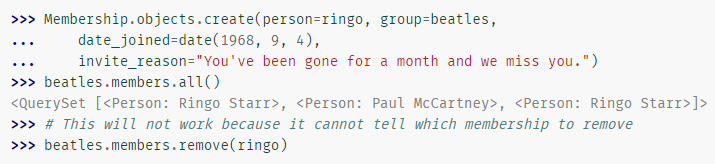 >>> Membership.objects.create(person=ringo, group=beatles,
...     date_joined=date(1968, 9, 4),
...     invite_reason="You've been gone for a month and we miss you.")
>>> beatles.members.all()
<QuerySet [<Person: Ringo Starr>, <Person: Paul McCartney>, <Person: Ringo Starr>]>
>>> # This will not work because it cannot tell which membership to remove
>>> beatles.members.remove(ringo)